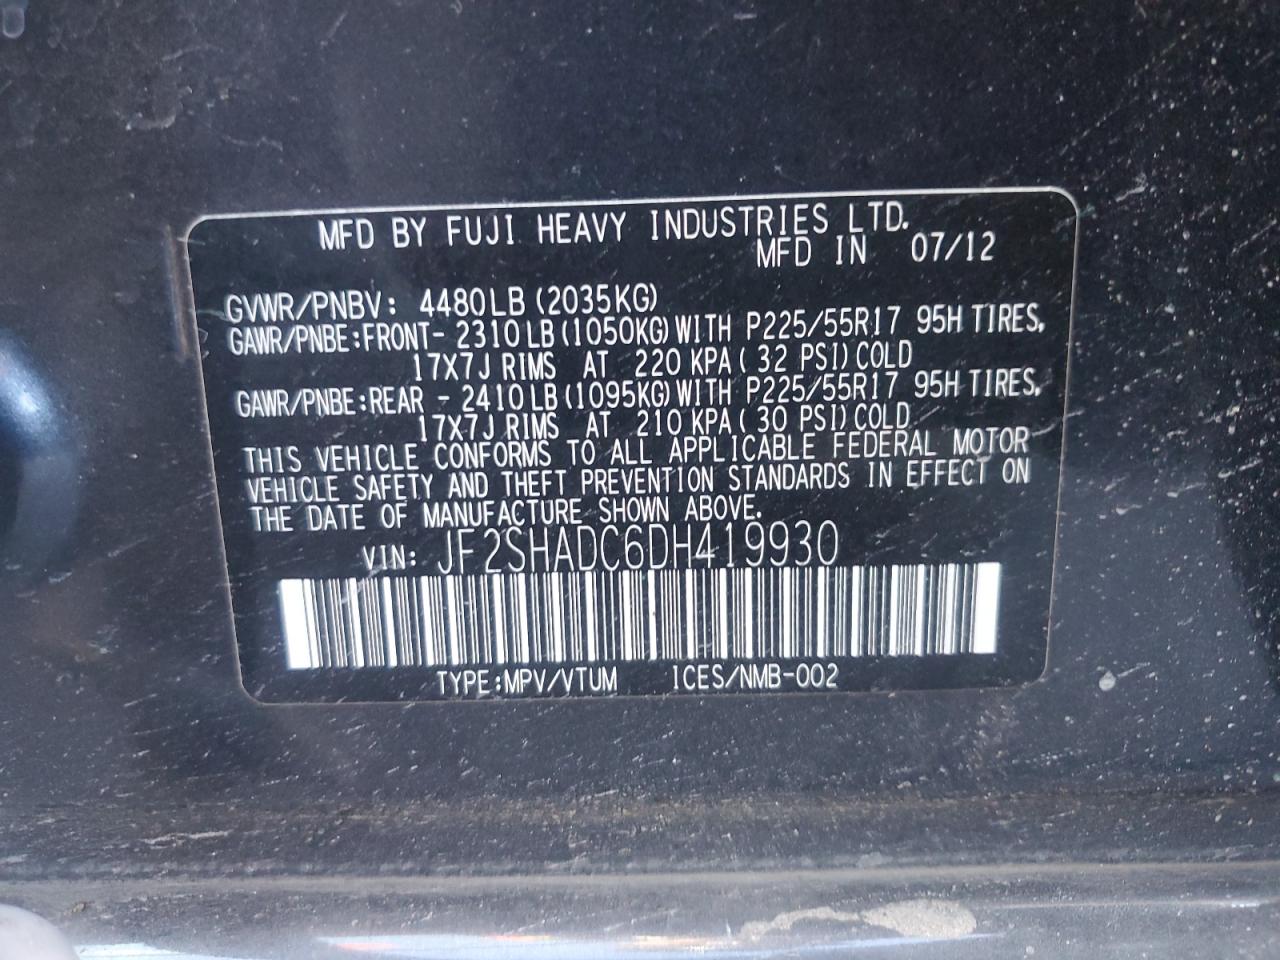 MFD BY FUJI HEAVY INDUSTRIES LTD.
MFD IN 07/12
GVWR/PNBV: 4480LB (2035KG)
GAWR/PNBE:FRONT- 2310LB (1050KG) WITH P225/55R17 95H TIRES,
17X7J RIMS AT 220 KPA ( 32 PSI) COLD
GAWR/PNBE:REAR - 2410LB (1095KG) WITH P225/55R17 95H TIRES,
17X7J RIMS AT 210 KPA ( 30 PSI) COLD
THIS VEHICLE CONFORMS TO ALL APPLICABLE FEDERAL MOTOR
VEHICLE SAFETY AND THEFT PREVENTION STANDARDS IN EFFECT ON
THE DATE OF MANUFACTURE SHOWN ABOVE.
VIN: JF2SHADC6DH419930
TYPE:MPV/VTUM ICES/NMB-002